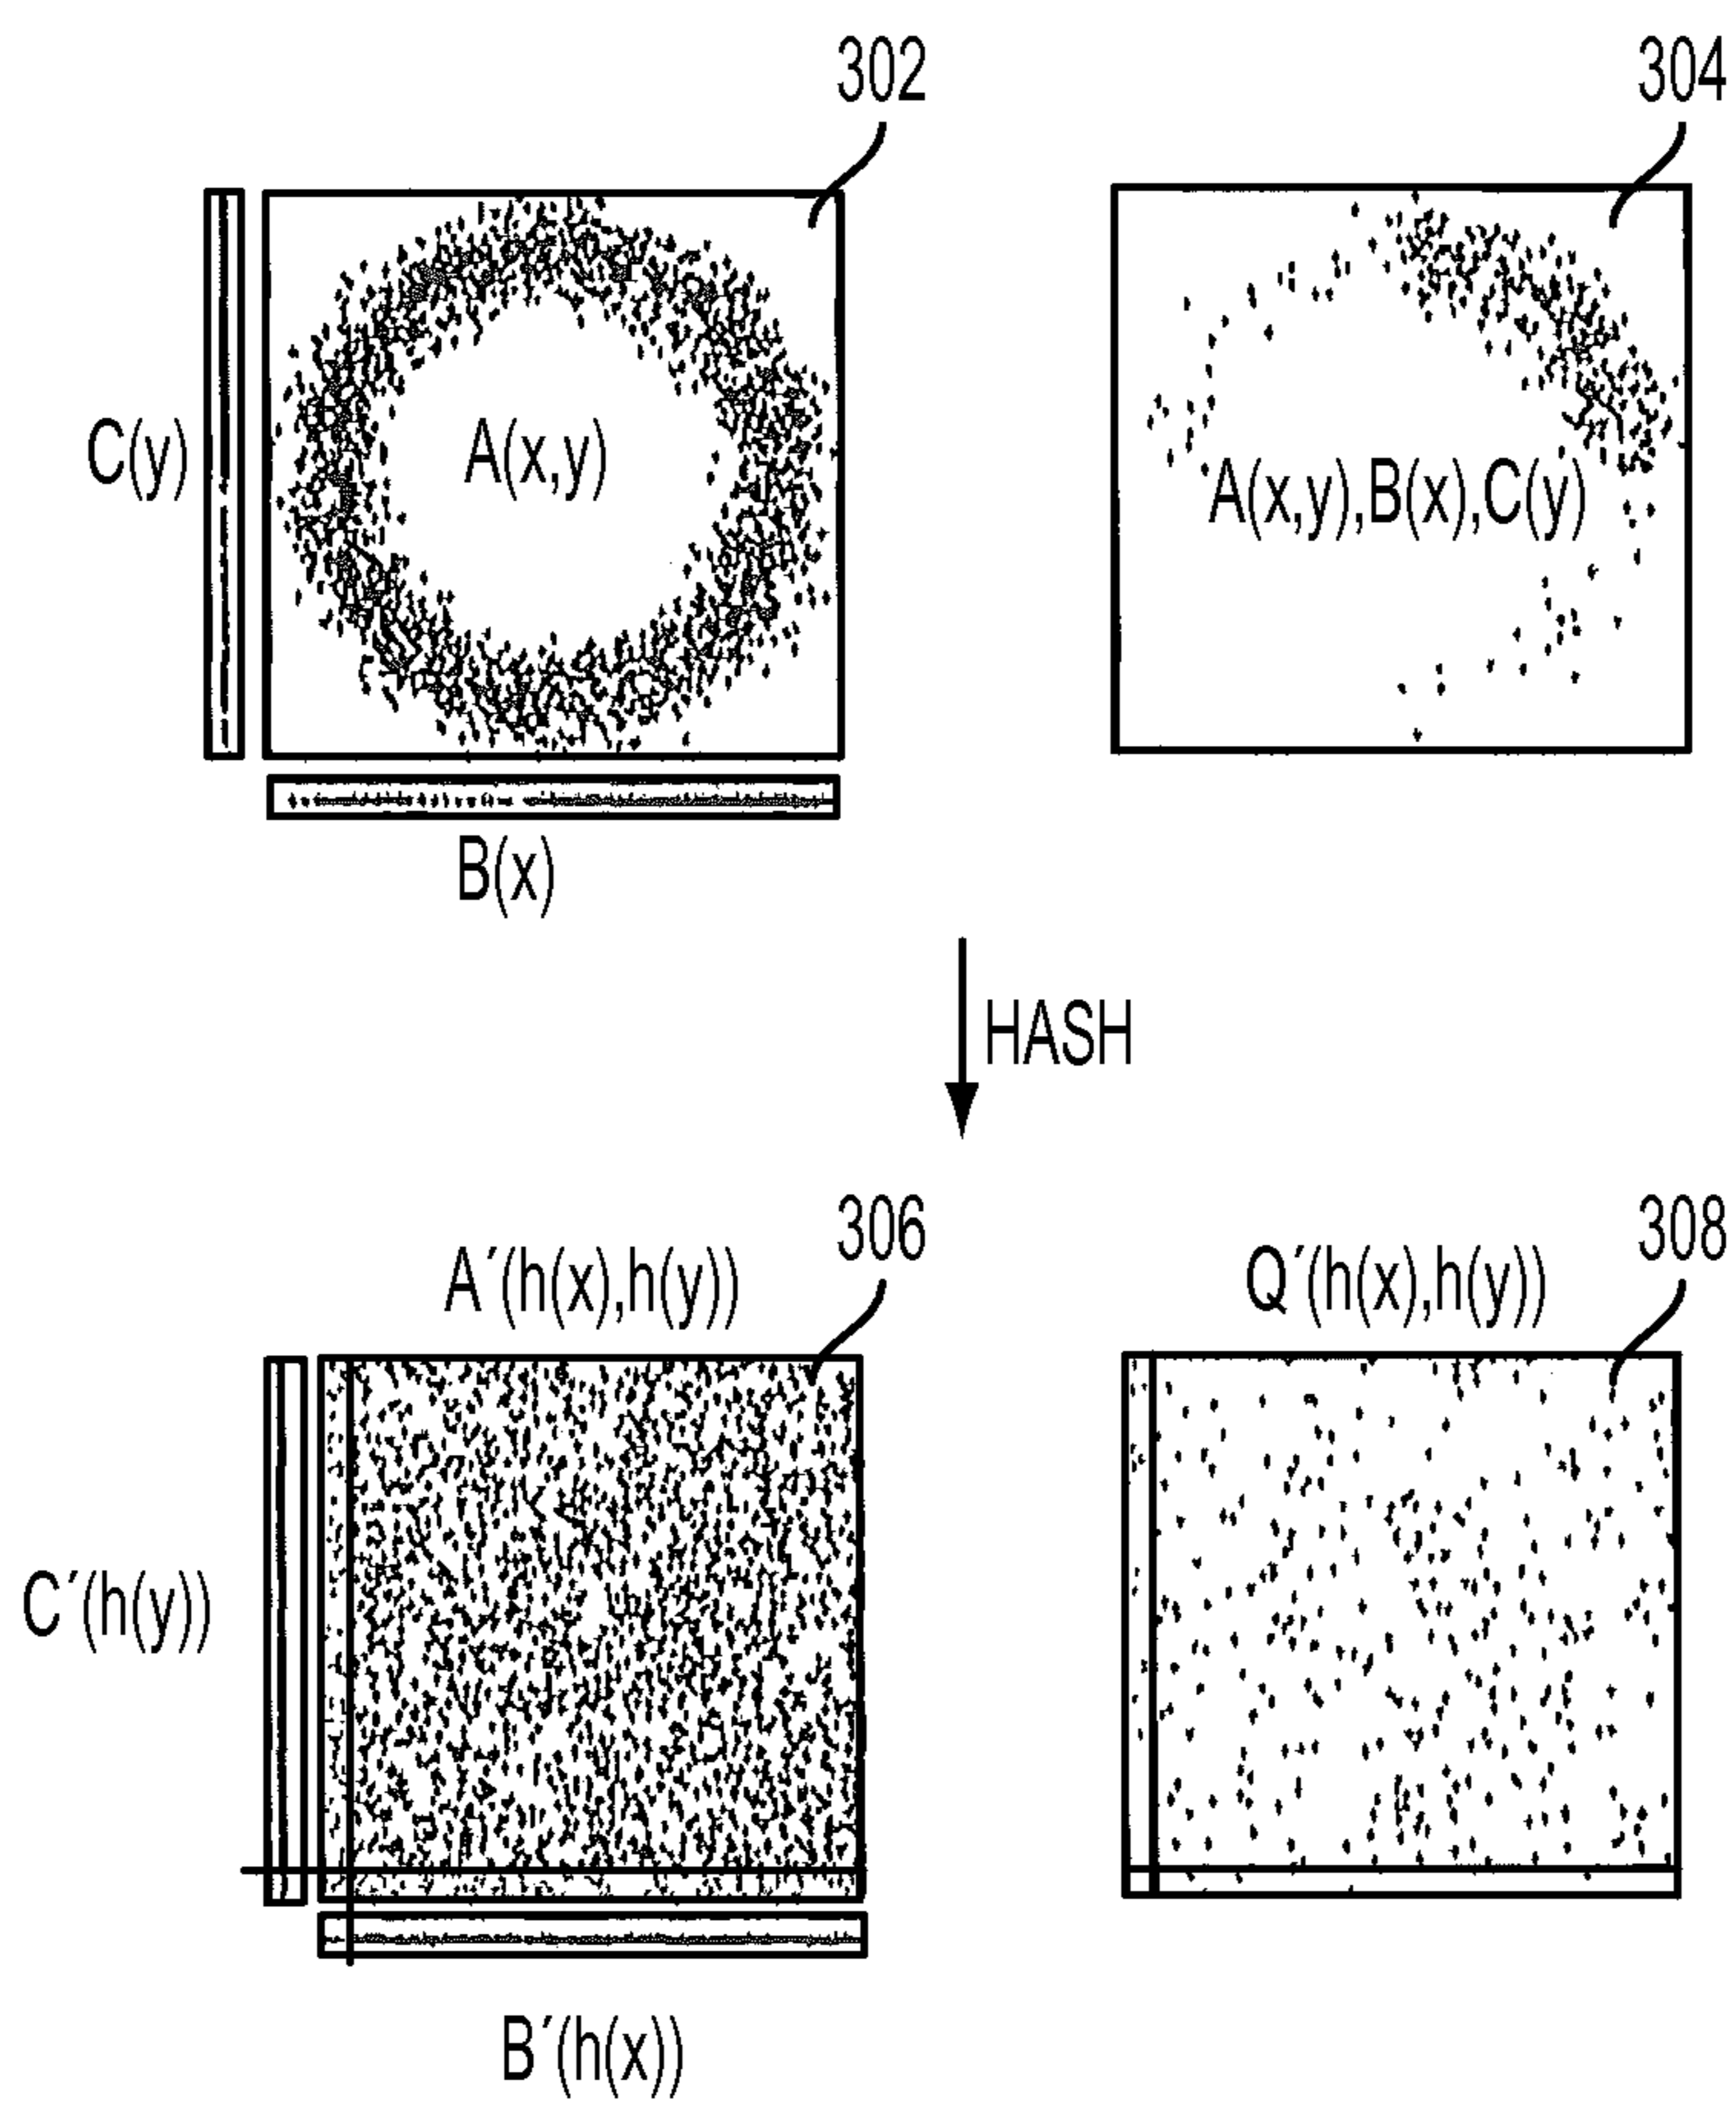 302
304
C(y)
A(x,y)
A(x,y),B(x),C(y)
B(x)
HASH
306
308
A´(h(x),h(y))
Q´(h(x),h(y))
C´(h(y))
B´(h(x))